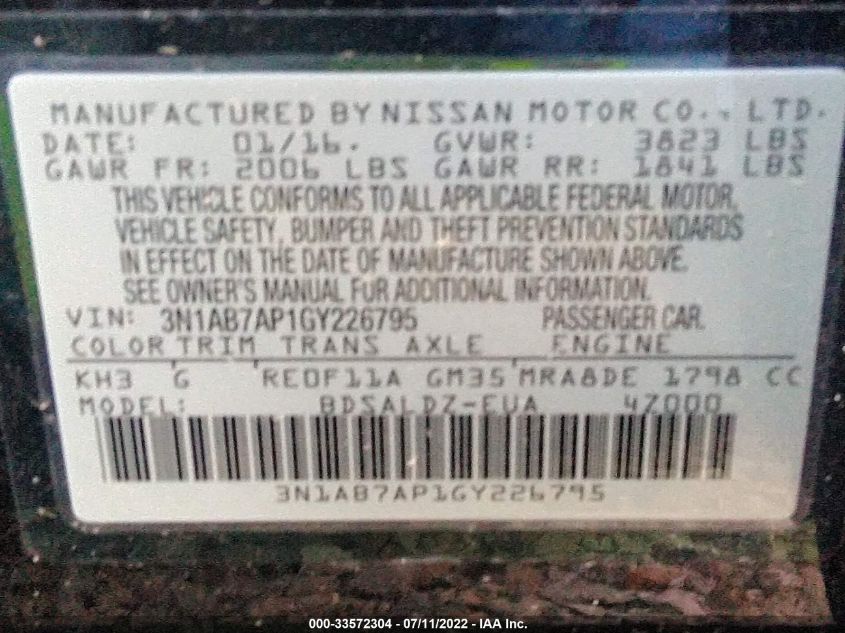 MANUFACTURED BY NISSAN MOTOR CO., LTD.
DATE: 01/16. GVWR: 3823 LBS
GAWR FR: 2006 LBS GAWR RR: 1841 LBS
THIS VEHICLE CONFORMS TO ALL APPLICABLE FEDERAL MOTOR
VEHICLE SAFETY, BUMPER AND THEFT PREVENTION STANDARDS
IN EFFECT ON THE DATE OF MANUFACTURE SHOWN ABOVE.
SEE OWNER'S MANUAL FOR ADDITIONAL INFORMATION.
VIN: 3N1AB7AP1GY226795 PASSENGER CAR.
COLOR TRIM TRANS AXLE ENGINE
KH3 G RE0F11A GM35 MRA8DE 1798 CC
MODEL: BDSALDZ-EUA 4Z000
3N1AB7AP1GY226795
000-33572304 - 07/11/2022 - IAA Inc.